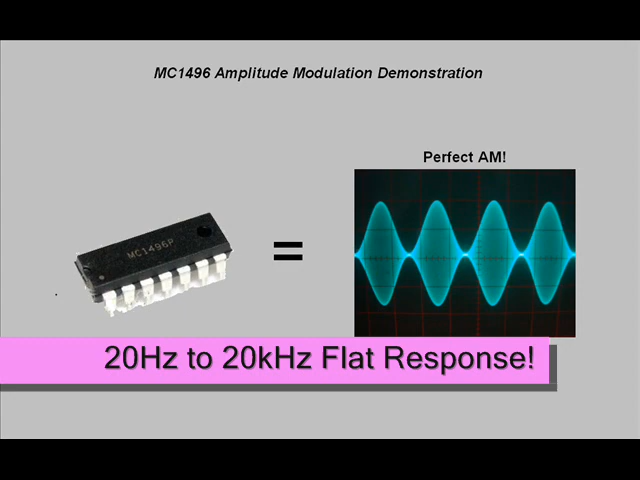 MC1496 Amplitude Modulation Demonstration
Perfect AM!
MC1496P
=
20Hz to 20kHz Flat Response!